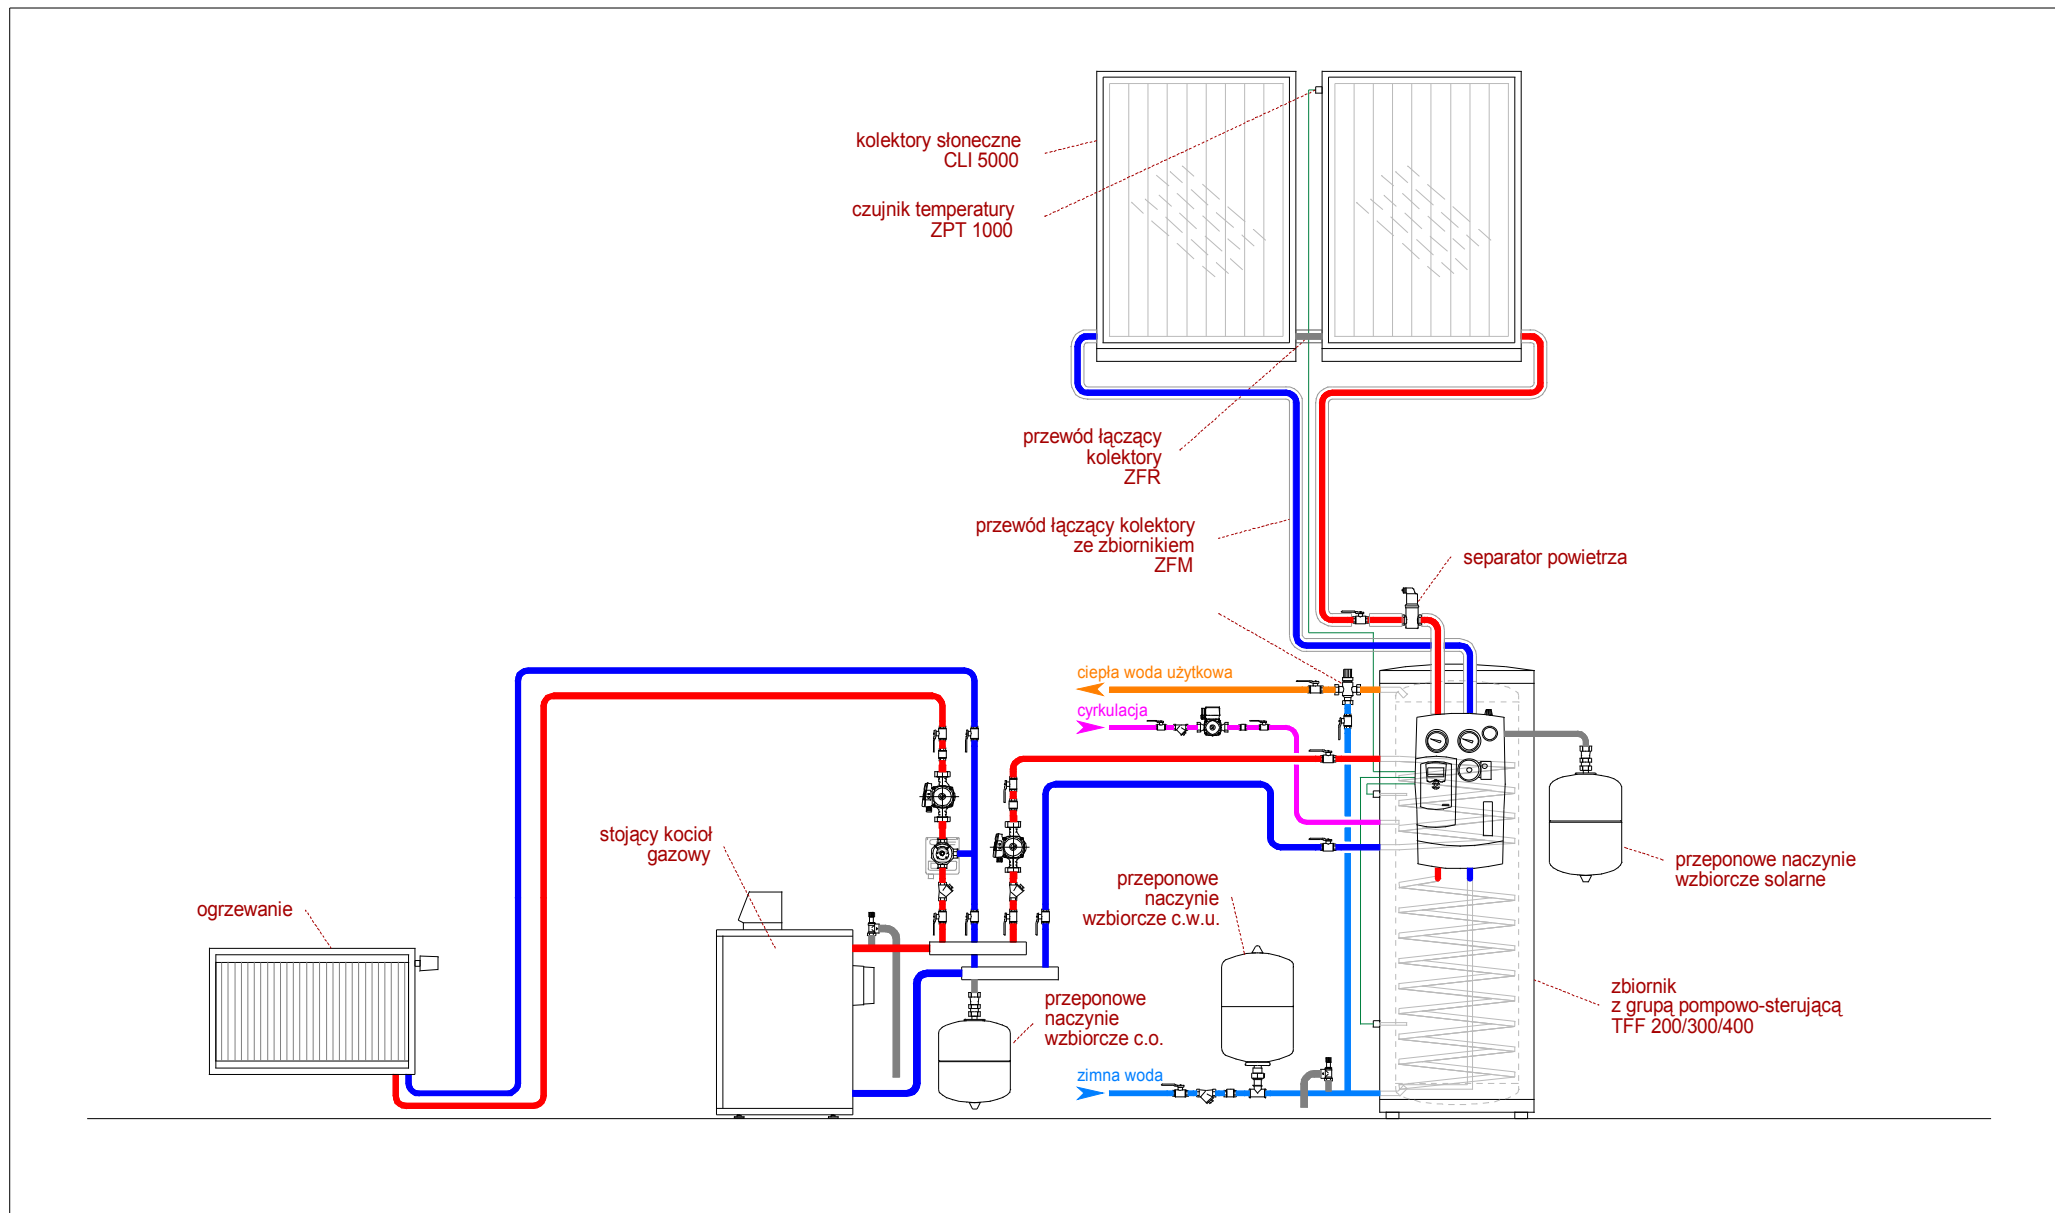 kolektory słoneczne
CLI 5000
czujnik temperatury
ZPT 1000
przewód łączący
kolektory
ZFR
przewód łączący kolektory
ze zbiornikiem
ZFM
separator powietrza
ciepła woda użytkowa
cyrkulacja
stojący kocioł
gazowy
przeponowe
naczynie
wzbiorcze c.w.u.
przeponowe naczynie
wzbiorcze solarne
ogrzewanie
przeponowe
naczynie
wzbiorcze c.o.
zbiornik
z grupą pompowo-sterującą
TFF 200/300/400
zimna woda